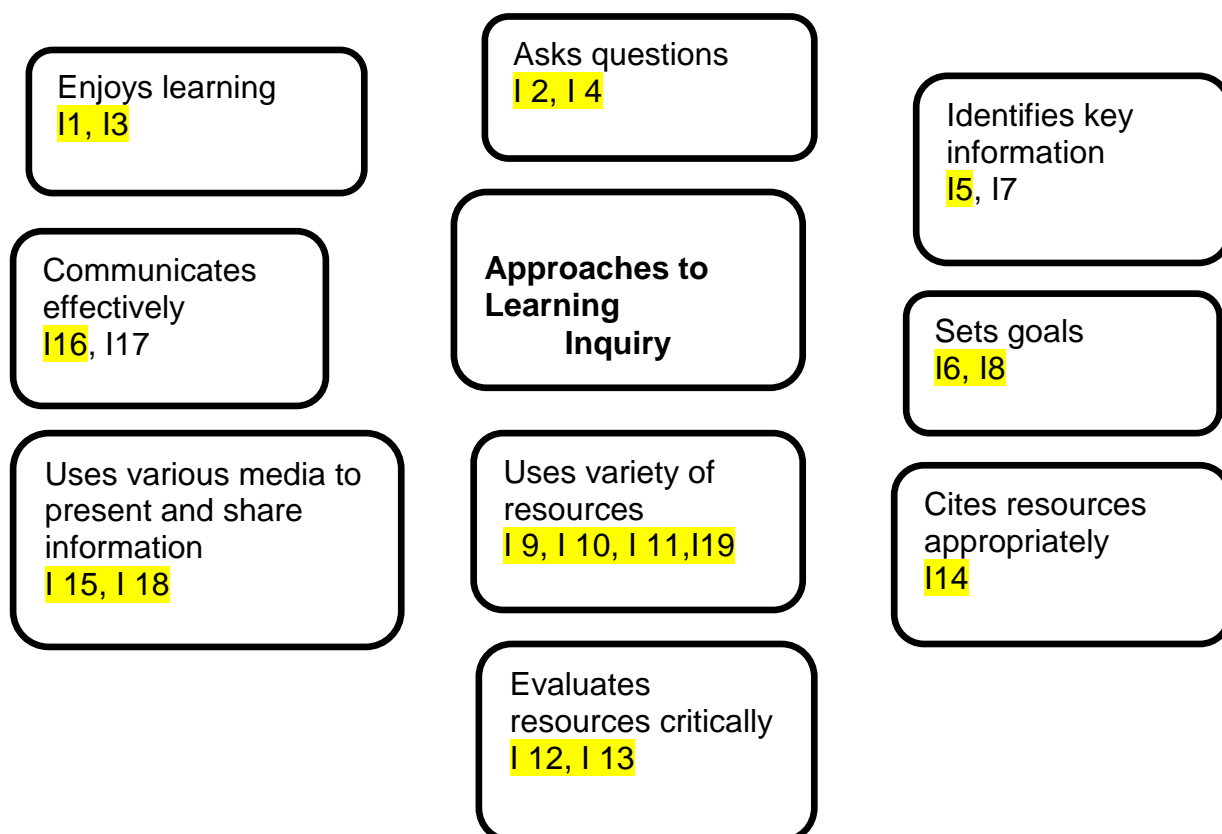 Enjoys learning
I1, I3
Asks questions
I 2, I 4
Identifies key
information
I5, I7
Communicates
effectively
I16, I17
Approaches to
Learning
Inquiry
Sets goals
I6, I8
Uses various media to
present and share
information
I 15, I 18
Uses variety of
resources
I 9, I 10, I 11,I19
Cites resources
appropriately
I14
Evaluates
resources critically
I 12, I 13